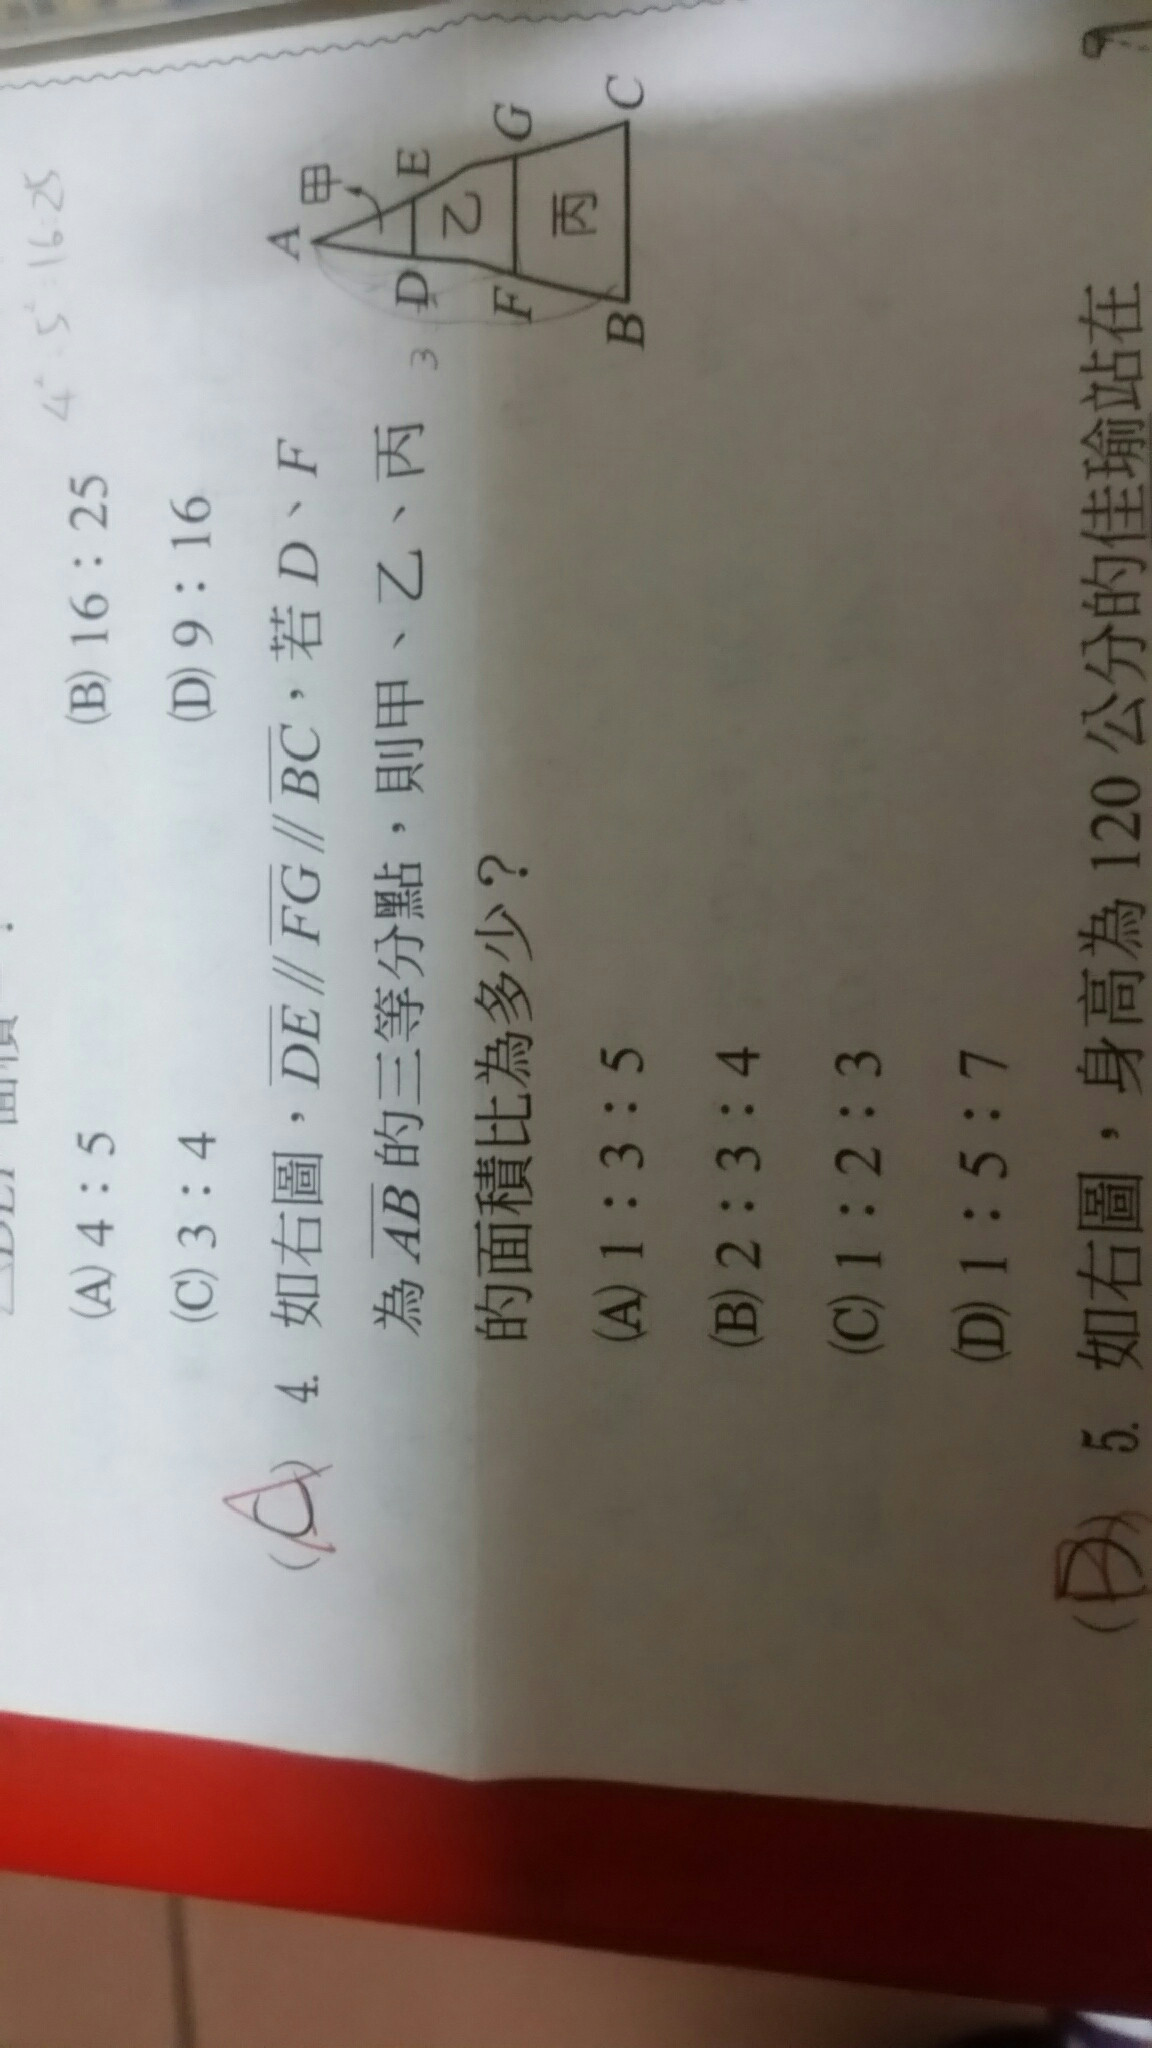 (A) 4：5
(B) 16：25
4²：5²：16：25
(C) 3：4
(D) 9：16
4. 如右圖，DE // FG // BC，若 D、F
為 AB 的三等分點，則甲、乙、丙
的面積比為多少？
(A) 1：3：5
(B) 2：3：4
(C) 1：2：3
(D) 1：5：7
A
甲
D
E
乙
3
F
G
丙
B
C
5. 如右圖，身高為 120 公分的佳瑜站在